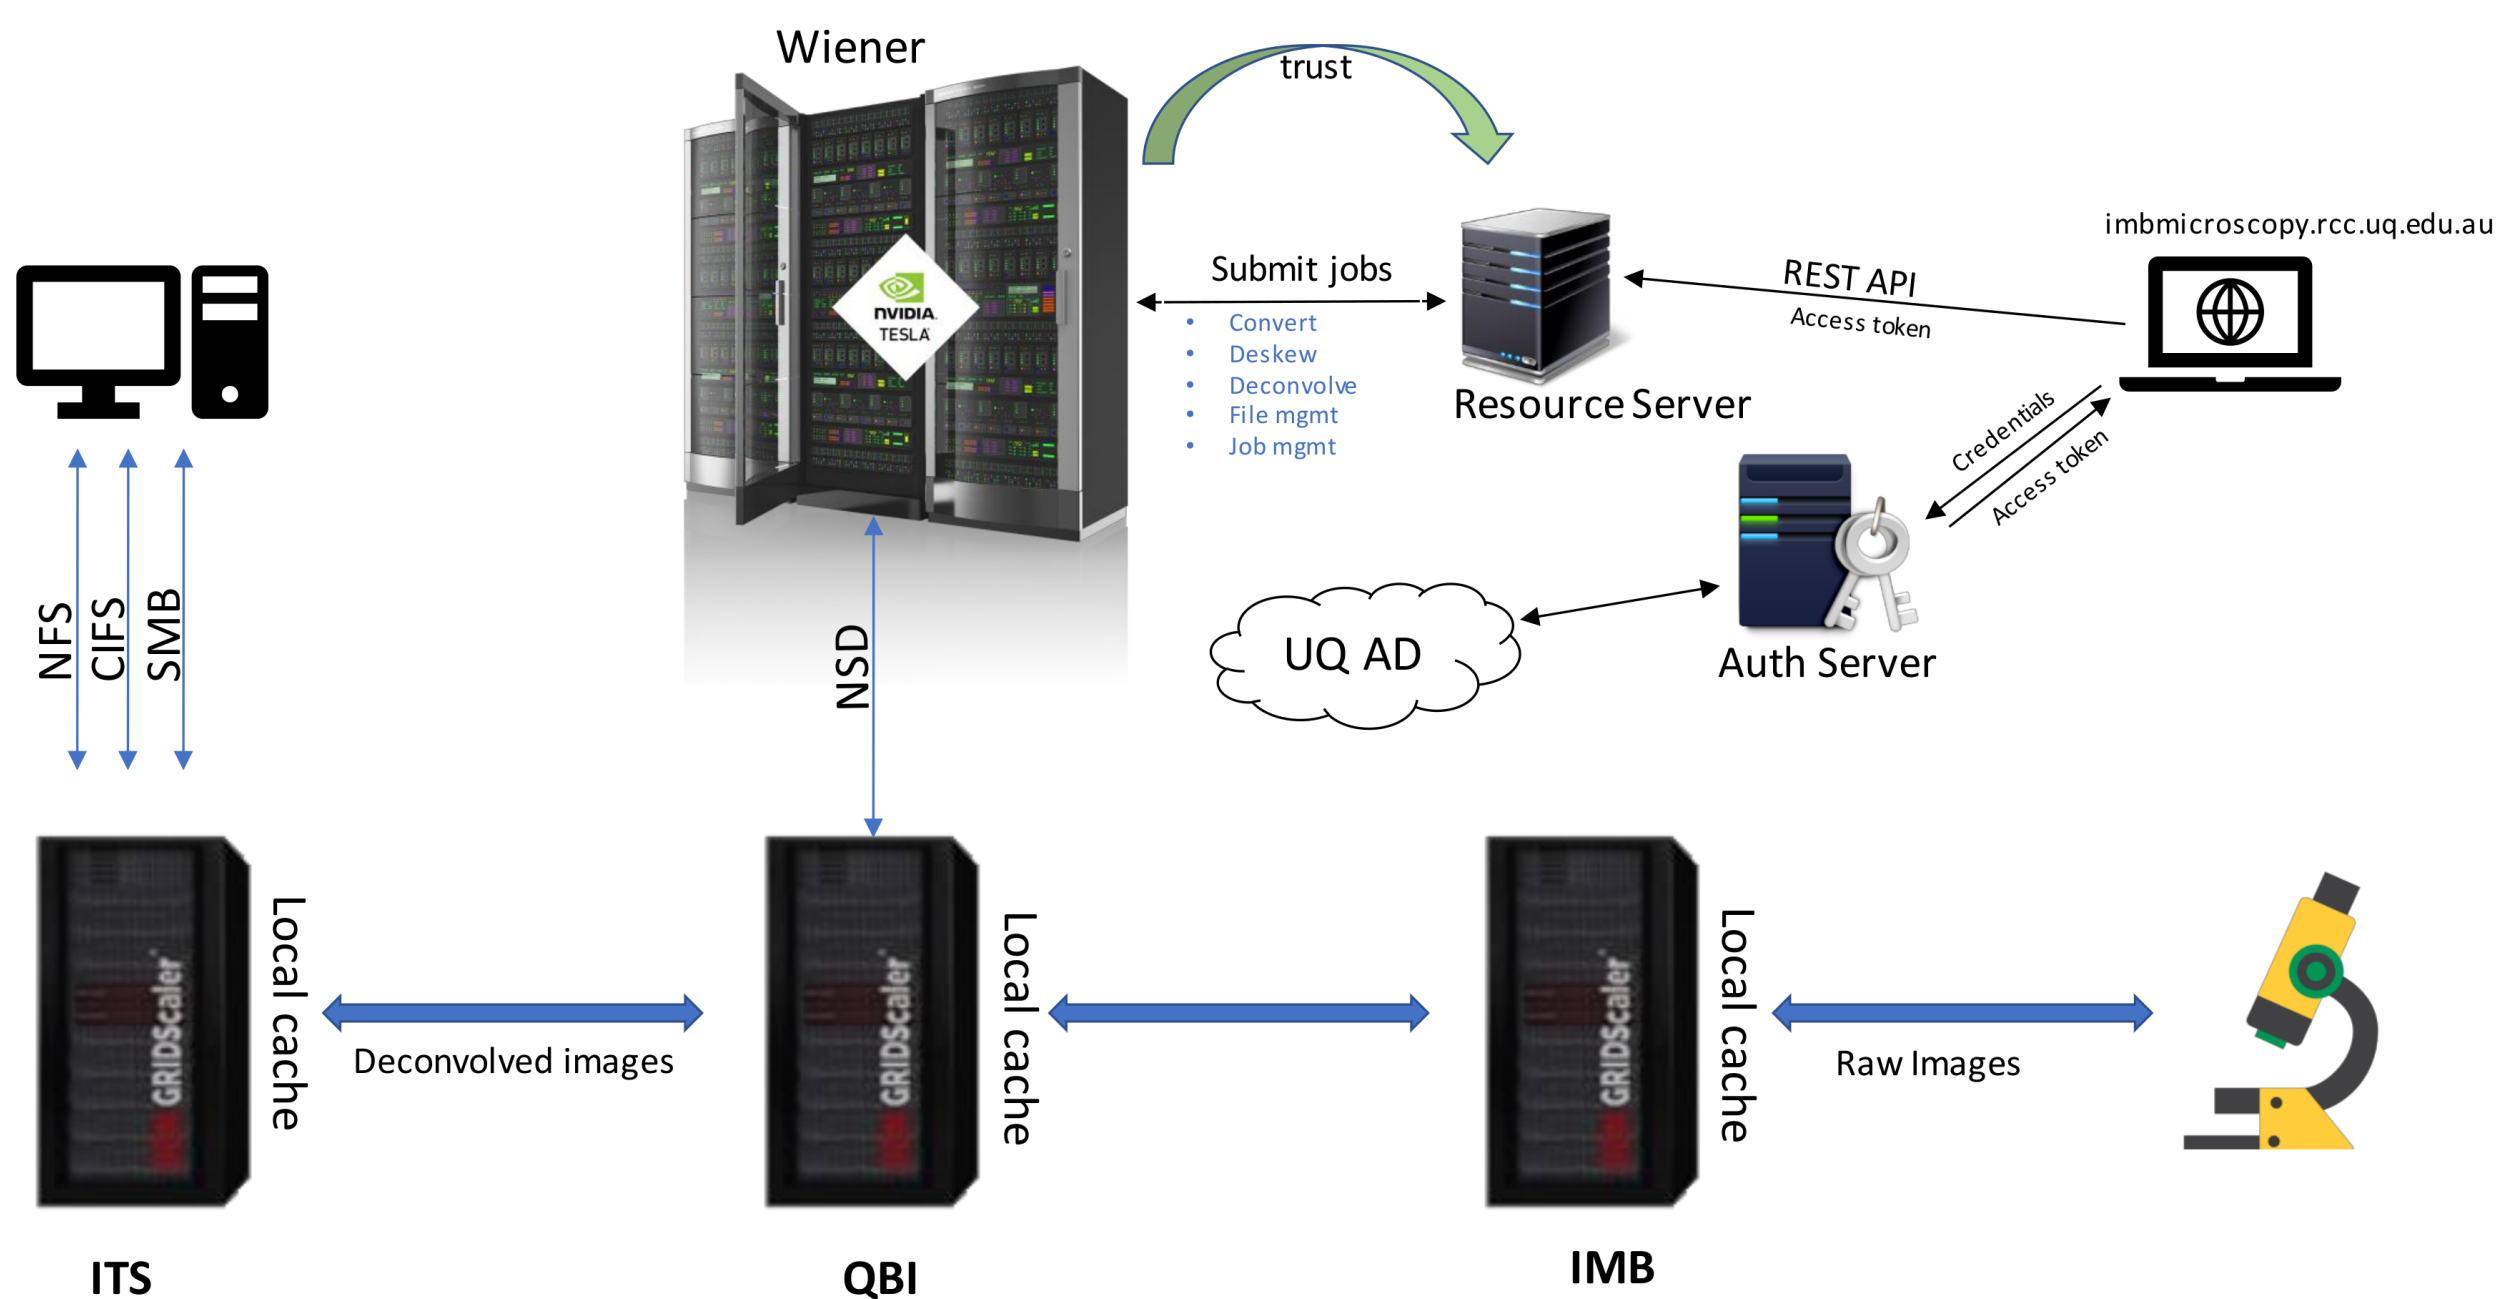 Wiener
trust
imbmicroscopy.rcc.uq.edu.au
Submit jobs
REST API
Access token
NVIDIA.
TESLA
• Convert
• Deskew
• Deconvolve
• File mgmt
• Job mgmt
Resource Server
Credentials
Access token
NFS
CIFS
SMB
NSD
UQ AD
Auth Server
GRIDScaler
Local cache
Deconvolved images
GRIDScaler
Local cache
GRIDScaler
Local cache
Raw Images
ITS
QBI
IMB